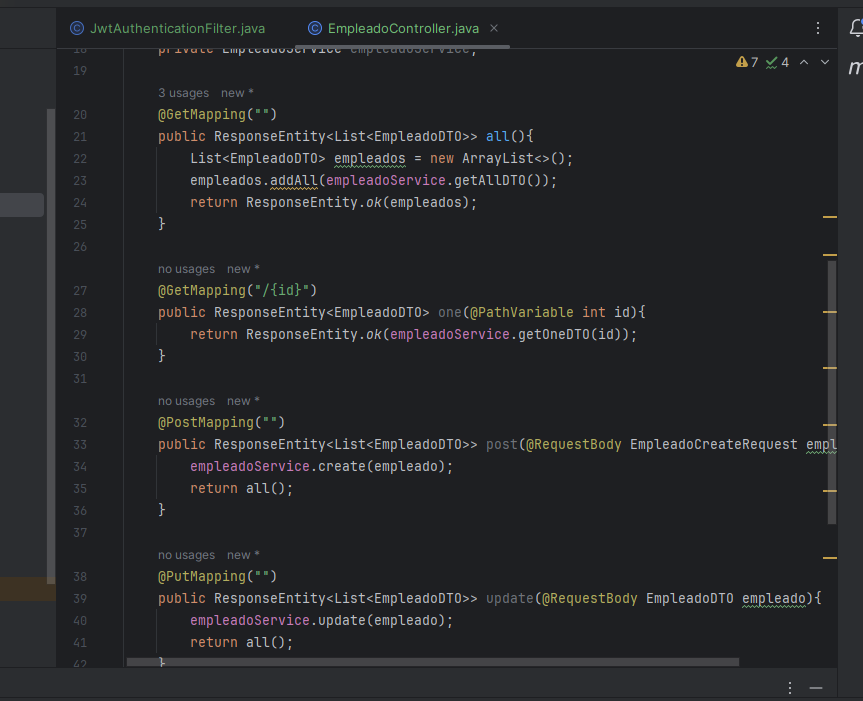 JwtAuthenticationFilter.java EmpleadoController.java
18 private EmpleadoService empleadoService;
7 4
19
3 usages new *
20 @GetMapping("")
21 public ResponseEntity<List<EmpleadoDTO>> all(){
22 List<EmpleadoDTO> empleados = new ArrayList<>();
23 empleados.addAll(empleadoService.getAllDTO());
24 return ResponseEntity.ok(empleados);
25 }
26
no usages new *
27 @GetMapping("/{id}")
28 public ResponseEntity<EmpleadoDTO> one(@PathVariable int id){
29 return ResponseEntity.ok(empleadoService.getOneDTO(id));
30 }
31
no usages new *
32 @PostMapping("")
33 public ResponseEntity<List<EmpleadoDTO>> post(@RequestBody EmpleadoCreateRequest empl
34 empleadoService.create(empleado);
35 return all();
36 }
37
no usages new *
38 @PutMapping("")
39 public ResponseEntity<List<EmpleadoDTO>> update(@RequestBody EmpleadoDTO empleado){
40 empleadoService.update(empleado);
41 return all();
42 }